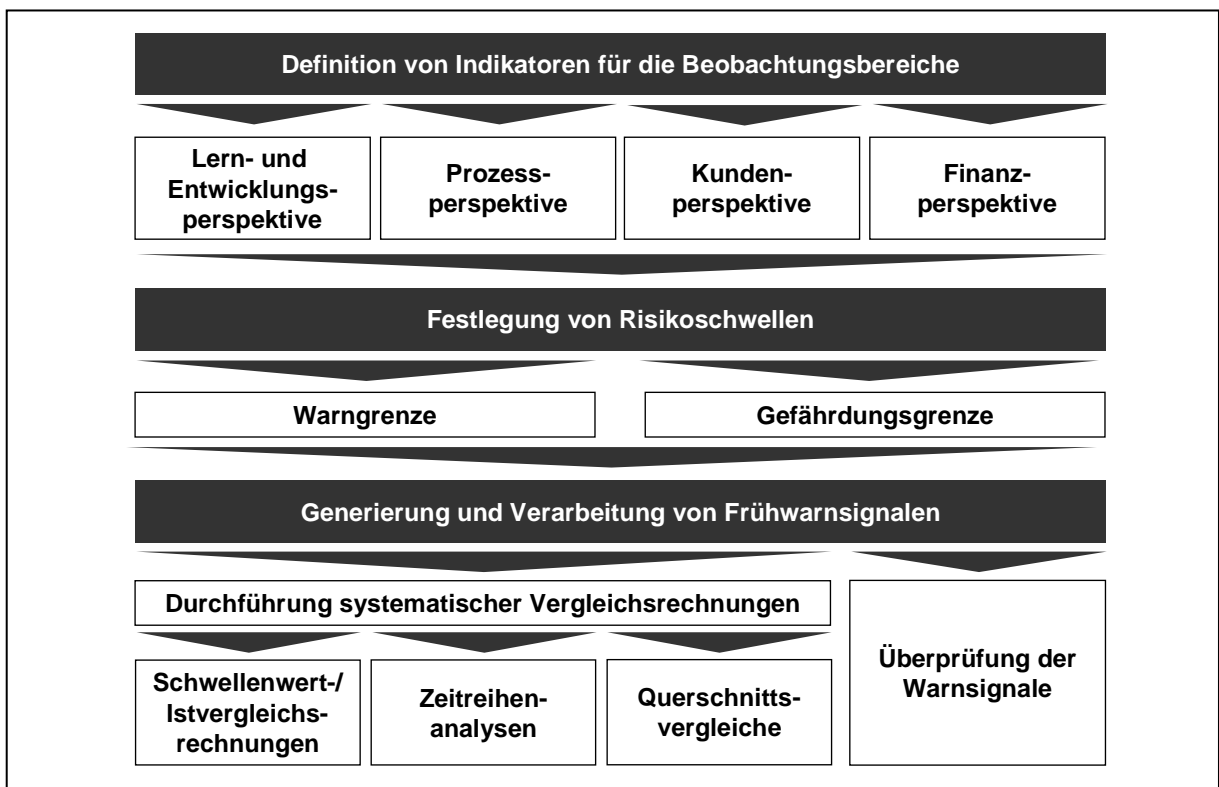 Definition von Indikatoren für die Beobachtungsbereiche
Lern- und
Entwicklungs-
perspektive
Prozess-
perspektive
Kunden-
perspektive
Finanz-
perspektive
Festlegung von Risikoschwellen
Warngrenze
Gefährdungsgrenze
Generierung und Verarbeitung von Frühwarnsignalen
Durchführung systematischer Vergleichsrechnungen
Schwellenwert-/
Istvergleichs-
rechnungen
Zeitreihen-
analysen
Querschnitts-
vergleiche
Überprüfung der
Warnsignale